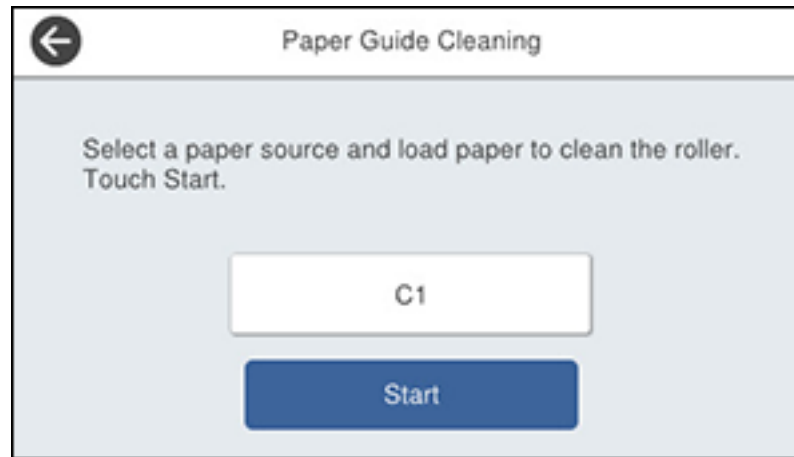 Paper Guide Cleaning
Select a paper source and load paper to clean the roller.
Touch Start.
C1
Start